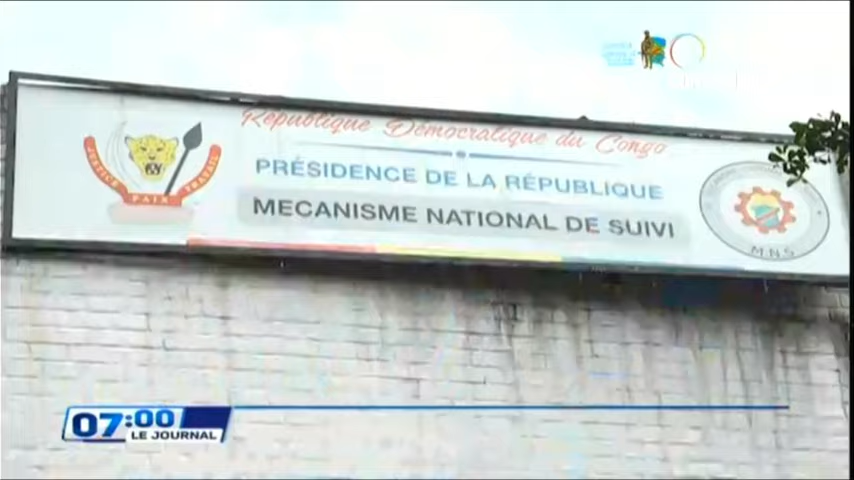 République Démocratique du Congo
PRÉSIDENCE DE LA RÉPUBLIQUE
MECANISME NATIONAL DE SUIVI
JUSTICE PAIX TRAVAIL
M.N.S
07:00
LE JOURNAL